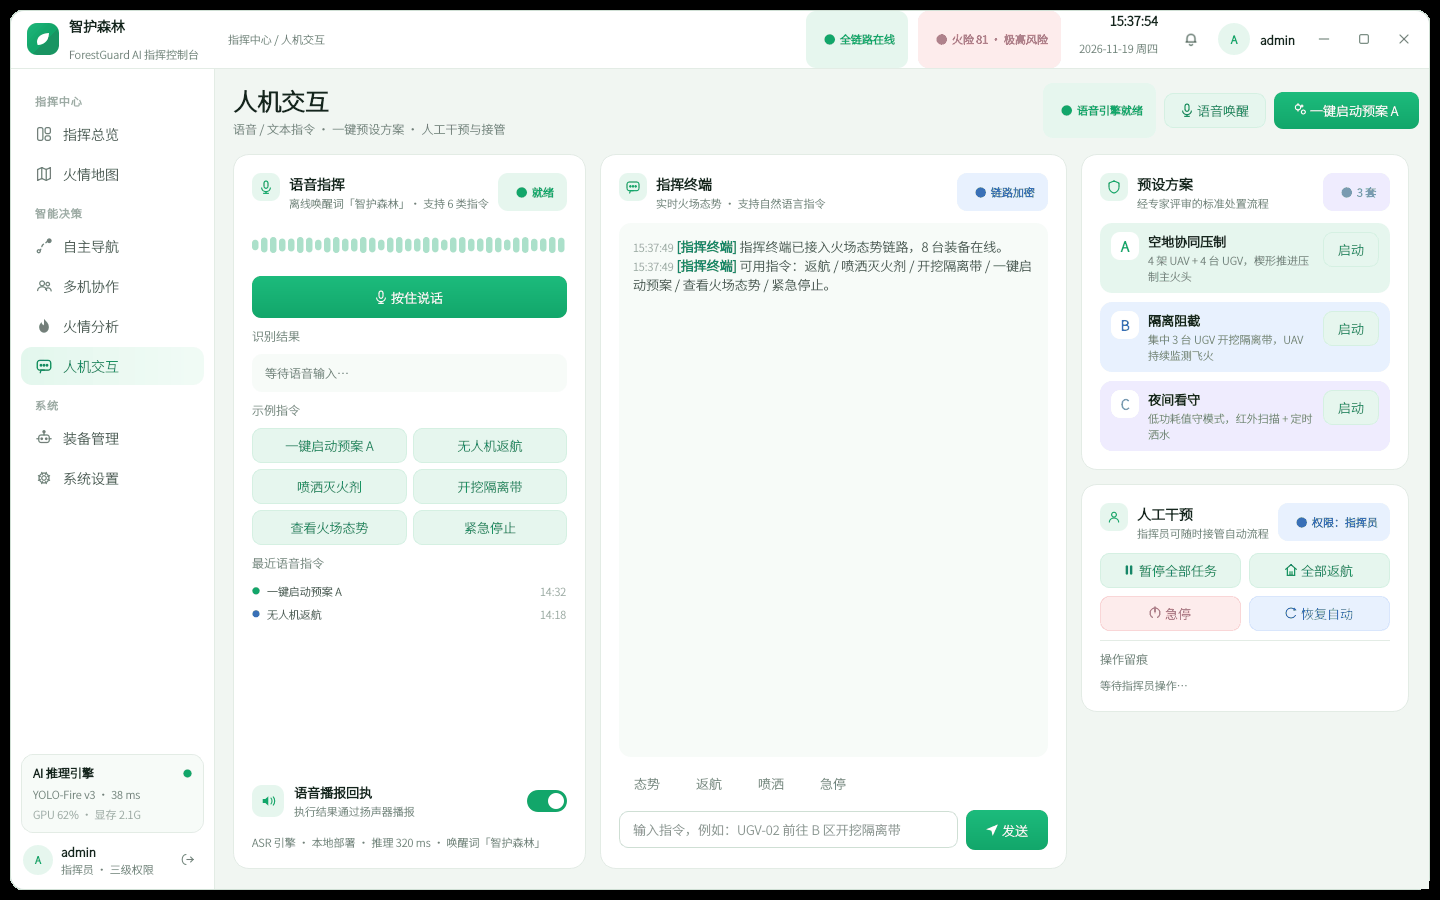 智护森林
ForestGuard AI 指挥控制台
指挥中心 / 人机交互
全链路在线
火险 81 · 极高风险
15:37:54
2026-11-19 周四
A
admin
指挥中心
指挥总览
火情地图
智能决策
自主导航
多机协作
火情分析
人机交互
系统
装备管理
系统设置
AI 推理引擎
YOLO-Fire v3 · 38 ms
GPU 62% · 显存 2.1G
A
admin
指挥员 · 三级权限
人机交互
语音 / 文本指令 · 一键预设方案 · 人工干预与接管
语音引擎就绪
语音唤醒
一键启动预案 A
语音指挥
离线唤醒词「智护森林」 · 支持 6 类指令
就绪
按住说话
识别结果
等待语音输入…
示例指令
一键启动预案 A
无人机返航
喷洒灭火剂
开挖隔离带
查看火场态势
紧急停止
最近语音指令
一键启动预案 A
14:32
无人机返航
14:18
语音播报回执
执行结果通过扬声器播报
ASR 引擎 · 本地部署 · 推理 320 ms · 唤醒词「智护森林」
指挥终端
实时火场态势 · 支持自然语言指令
链路加密
15:37:49 [指挥终端] 指挥终端已接入火场态势链路，8 台装备在线。
15:37:49 [指挥终端] 可用指令：返航 / 喷洒灭火剂 / 开挖隔离带 / 一键启
动预案 / 查看火场态势 / 紧急停止。
态势
返航
喷洒
急停
输入指令，例如：UGV-02 前往 B 区开挖隔离带
发送
预设方案
经专家评审的标准处置流程
3 套
A
空地协同压制
4 架 UAV + 4 台 UGV，楔形推进压
制主火头
启动
B
隔离阻截
集中 3 台 UGV 开挖隔离带，UAV
持续监测飞火
启动
C
夜间看守
低功耗值守模式，红外扫描 + 定时
洒水
启动
人工干预
指挥员可随时接管自动流程
权限：指挥员
暂停全部任务
全部返航
急停
恢复自动
操作留痕
等待指挥员操作…